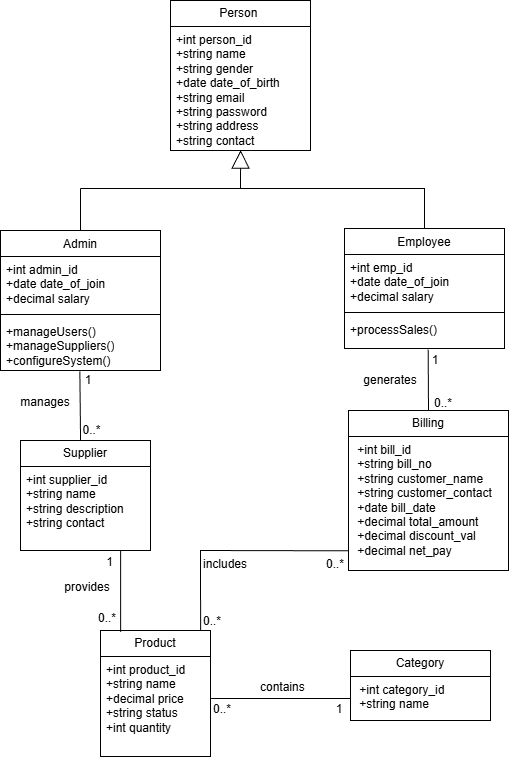 Person
+int person_id
+string name
+string gender
+date date_of_birth
+string email
+string password
+string address
+string contact
Admin
+int admin_id
+date date_of_join
+decimal salary
+manageUsers()
+manageSuppliers()
+configureSystem()
Employee
+int emp_id
+date date_of_join
+decimal salary
+processSales()
1
manages
0..*
1
generates
0..*
Supplier
+int supplier_id
+string name
+string description
+string contact
Billing
+int bill_id
+string bill_no
+string customer_name
+string customer_contact
+date bill_date
+decimal total_amount
+decimal discount_val
+decimal net_pay
1
provides
0..*
includes
0..*
0..*
Product
+int product_id
+string name
+decimal price
+string status
+int quantity
contains
0..*
1
Category
+int category_id
+string name